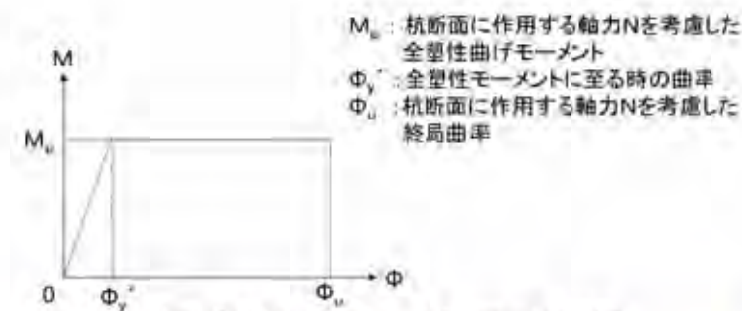 Mᵤ：杭断面に作用する軸力Nを考慮した
全塑性曲げモーメント
Φy’：全塑性モーメントに至る時の曲率
Φᵤ：杭断面に作用する軸力Nを考慮した
終局曲率
M
Mᵤ
0
Φy’
Φᵤ
Φ